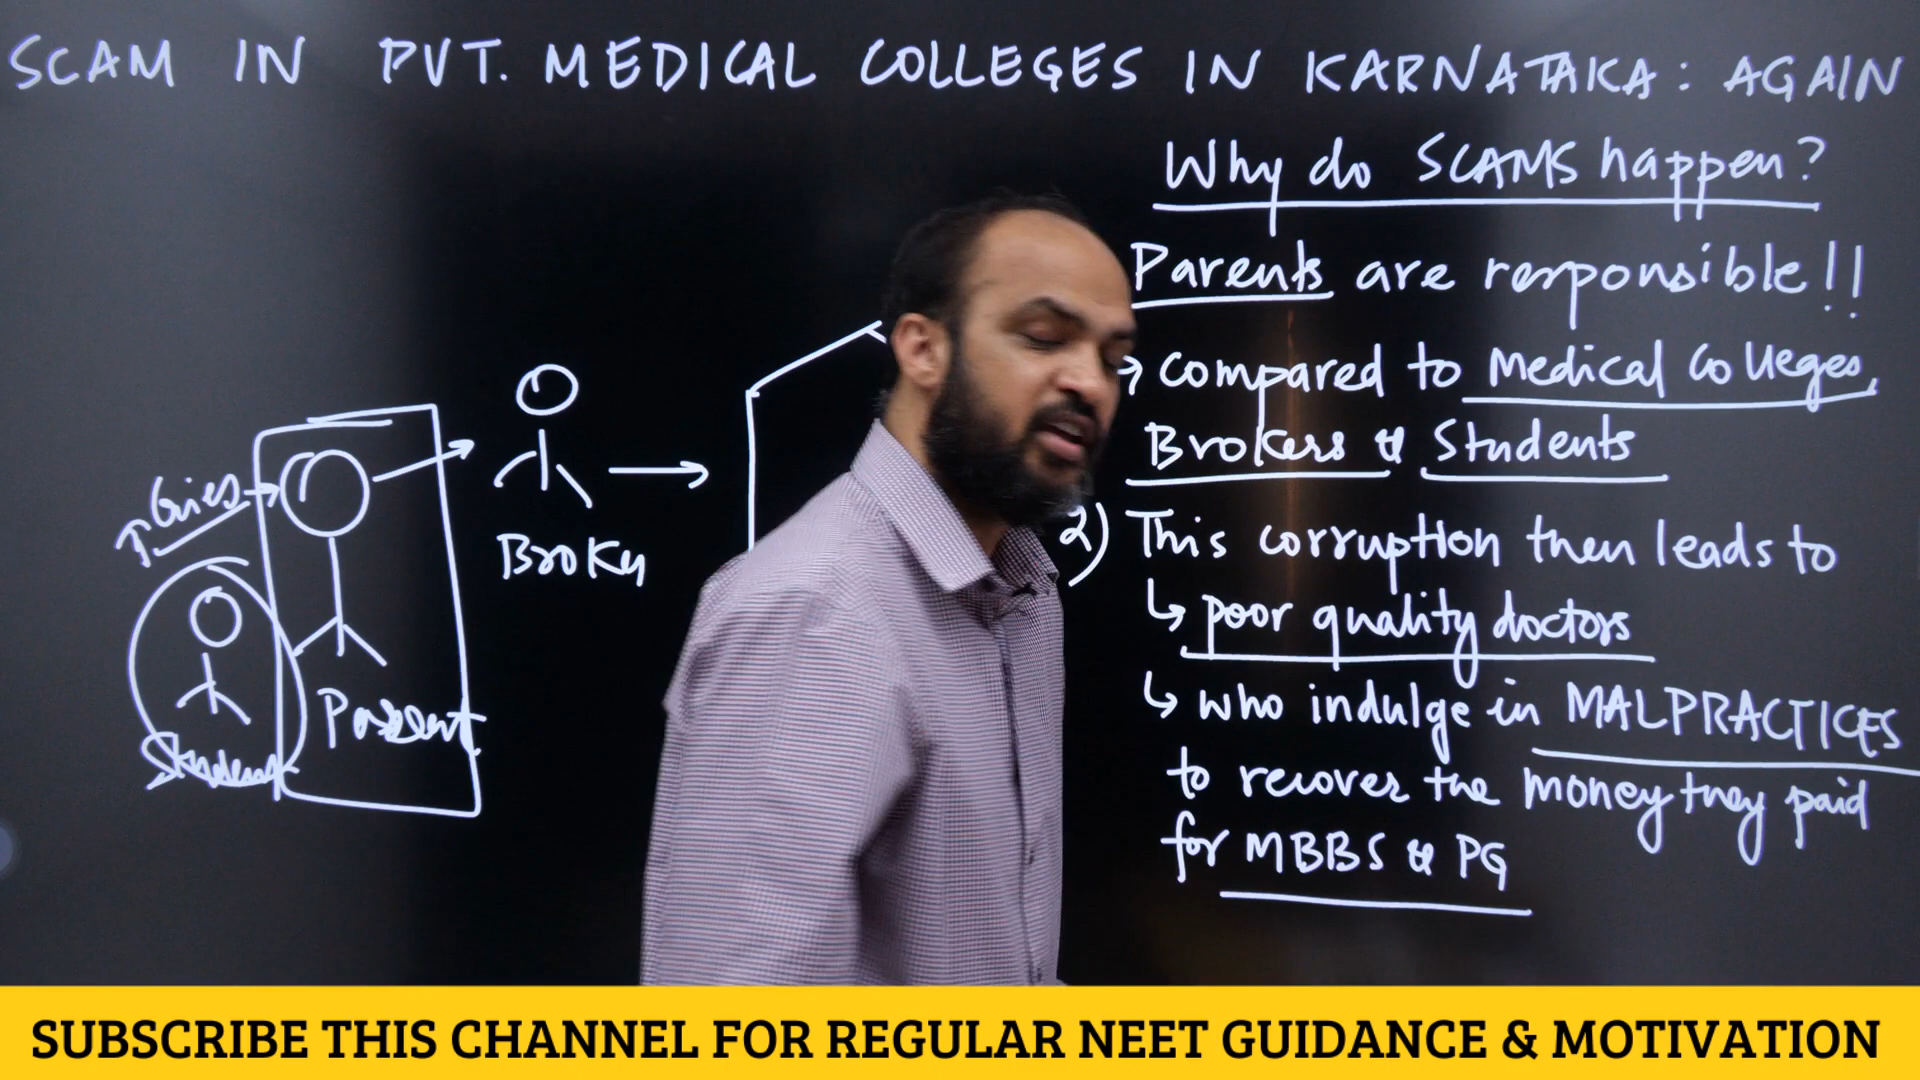 SCAM IN PVT. MEDICAL COLLEGES IN KARNATAKA: AGAIN
Why do SCAMS happen?
Parents are responsible!!
→ compared to Medical Colleges,
Brokers & Students
2) This corruption then leads to
↳ poor quality doctors
↳ who indulge in MALPRACTICES
to recover the money they paid
for MBBS & PG
Cries
Broker
Parent
Student
SUBSCRIBE THIS CHANNEL FOR REGULAR NEET GUIDANCE & MOTIVATION